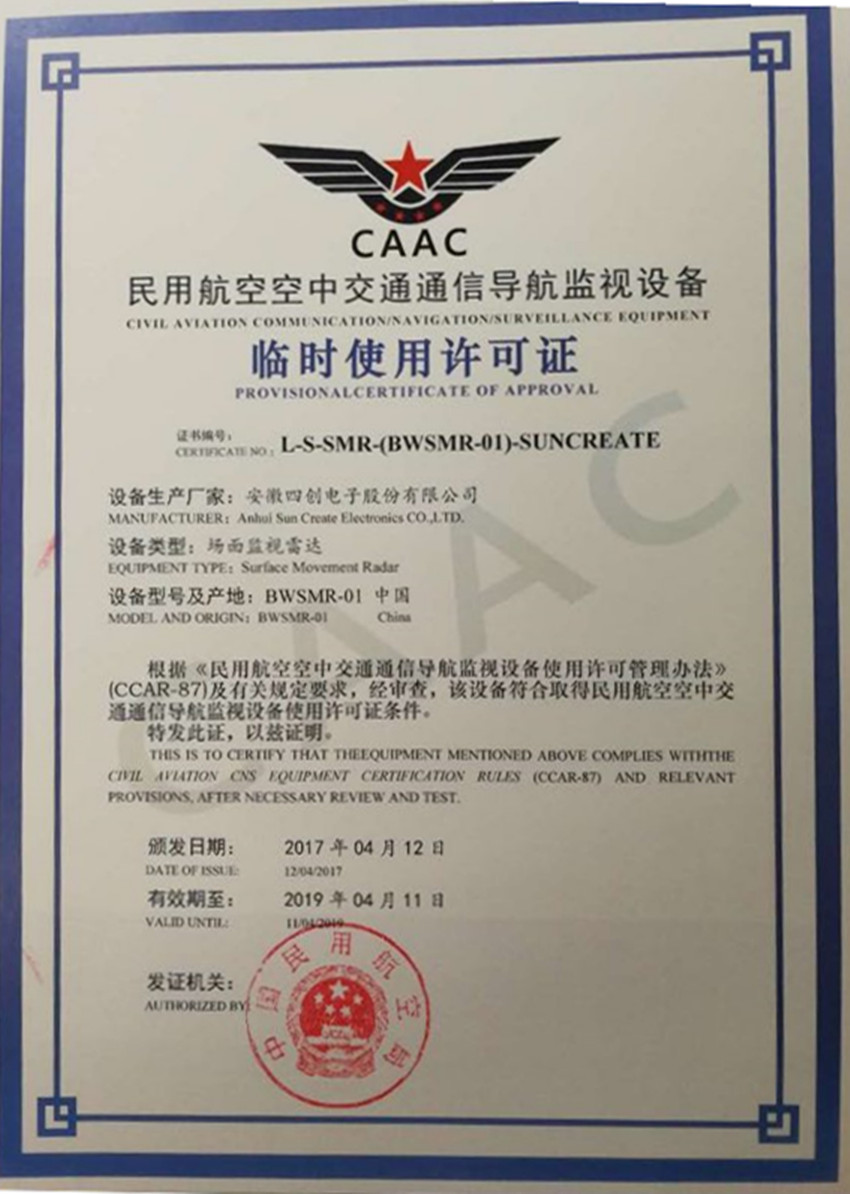 CAAC
民用航空空中交通通信导航监视设备
CIVIL AVIATION COMMUNICATION/NAVIGATION/SURVEILLANCE EQUIPMENT
临时使用许可证
PROVISIONALCERTIFICATE OF APPROVAL
证书编号：
CERTIFICATE NO.: L-S-SMR-(BWSMR-01)-SUNCREATE
设备生产厂家：安徽四创电子股份有限公司
MANUFACTURER: Anhui Sun Create Electronics CO.,LTD.
设备类型：场面监视雷达
EQUIPMENT TYPE: Surface Movement Radar
设备型号及产地：BWSMR-01 中国
MODEL AND ORIGIN: BWSMR-01 China
根据《民用航空空中交通通信导航监视设备使用许可管理办法》
(CCAR-87)及有关规定要求，经审查，该设备符合取得民用航空空中交
通通信导航监视设备使用许可证条件。
特发此证，以兹证明。
THIS IS TO CERTIFY THAT THEEQUIPMENT MENTIONED ABOVE COMPLIES WITHTHE
CIVIL AVIATION CNS EQUIPMENT CERTIFICATION RULES (CCAR-87) AND RELEVANT
PROVISIONS, AFTER NECESSARY REVIEW AND TEST.
颁发日期： 2017 年 04 月 12 日
DATE OF ISSUE: 12/04/2017
有效期至： 2019 年 04 月 11 日
VALID UNTIL: 11/04/2019
发证机关：
AUTHORIZED BY:
中国民用航空局
CAAC